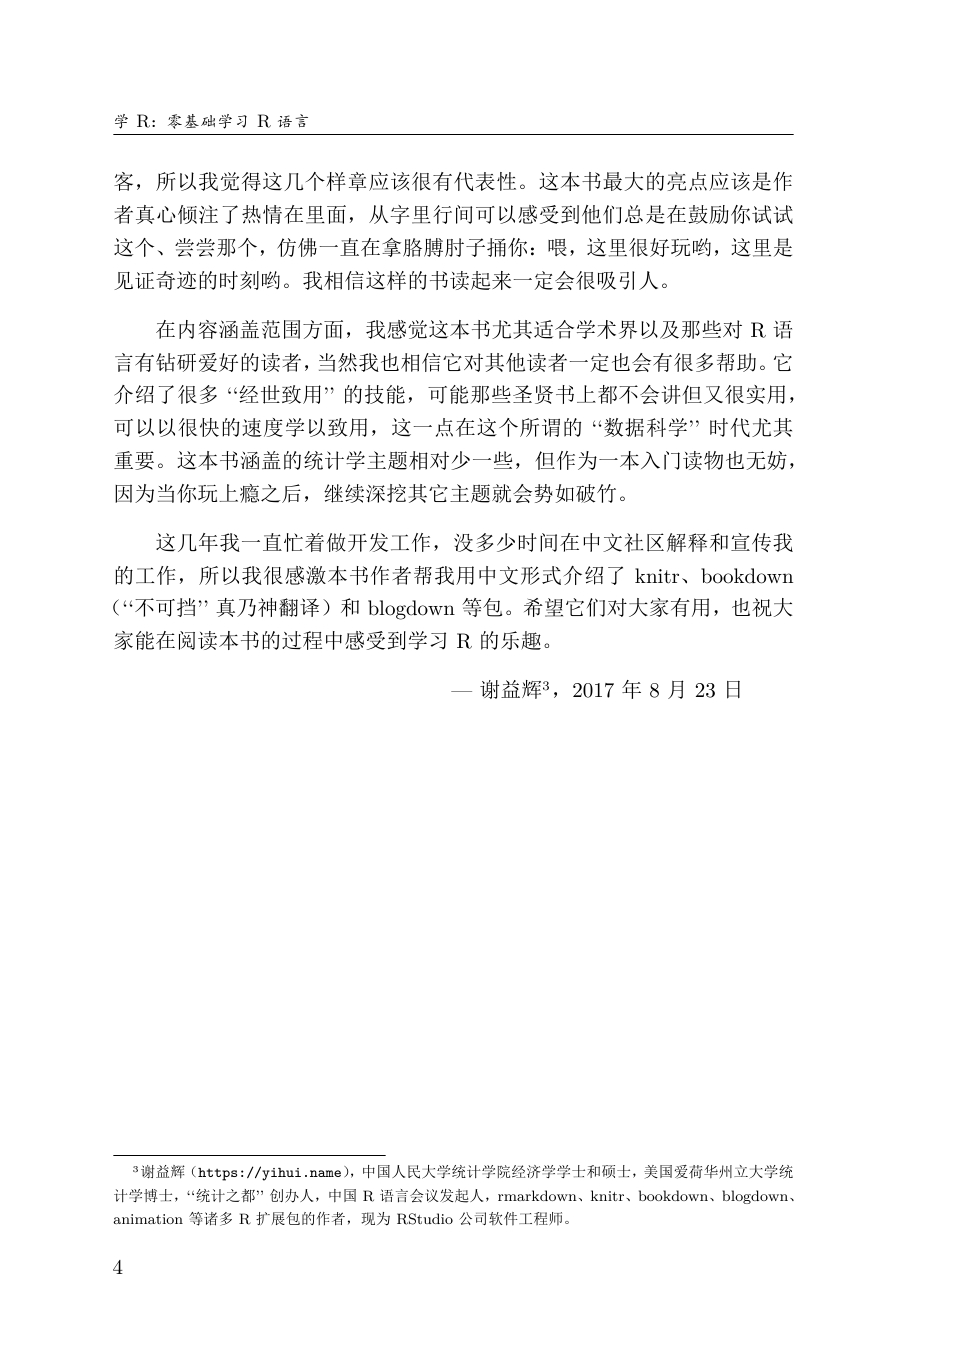 学 R：零基础学习 R 语言
客，所以我觉得这几个样章应该很有代表性。这本书最大的亮点应该是作
者真心倾注了热情在里面，从字里行间可以感受到他们总是在鼓励你试试
这个、尝尝那个，仿佛一直在拿胳膊肘子捅你：喂，这里很好玩哟，这里是
见证奇迹的时刻哟。我相信这样的书读起来一定会很吸引人。
在内容涵盖范围方面，我感觉这本书尤其适合学术界以及那些对 R 语
言有钻研爱好的读者，当然我也相信它对其他读者一定也会有很多帮助。它
介绍了很多 “经世致用” 的技能，可能那些圣贤书上都不会讲但又很实用，
可以以很快的速度学以致用，这一点在这个所谓的 “数据科学” 时代尤其
重要。这本书涵盖的统计学主题相对少一些，但作为一本入门读物也无妨，
因为当你玩上瘾之后，继续深挖其它主题就会势如破竹。
这几年我一直忙着做开发工作，没多少时间在中文社区解释和宣传我
的工作，所以我很感激本书作者帮我用中文形式介绍了 knitr、bookdown
（“不可挡” 真乃神翻译）和 blogdown 等包。希望它们对大家有用，也祝大
家能在阅读本书的过程中感受到学习 R 的乐趣。
— 谢益辉³，2017 年 8 月 23 日
³谢益辉（https://yihui.name），中国人民大学统计学院经济学学士和硕士，美国爱荷华州立大学统
计学博士，“统计之都” 创办人，中国 R 语言会议发起人，rmarkdown、knitr、bookdown、blogdown、
animation 等诸多 R 扩展包的作者，现为 RStudio 公司软件工程师。
4